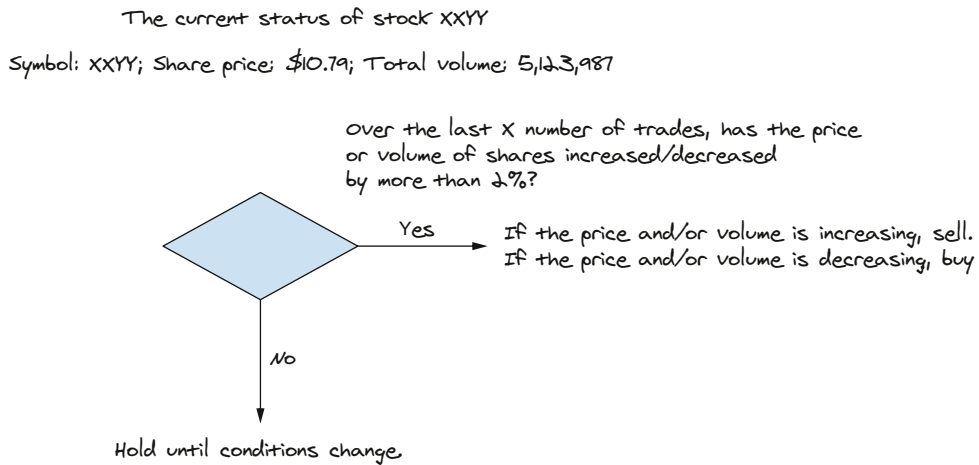 The current status of stock XXYY
Symbol: XXYY; Share price; $10.79; Total volume; 5,123,987
Over the last X number of trades, has the price
or volume of shares increased/decreased
by more than 2%?
Yes
If the price and/or volume is increasing, sell.
If the price and/or volume is decreasing, buy
No
Hold until conditions change.